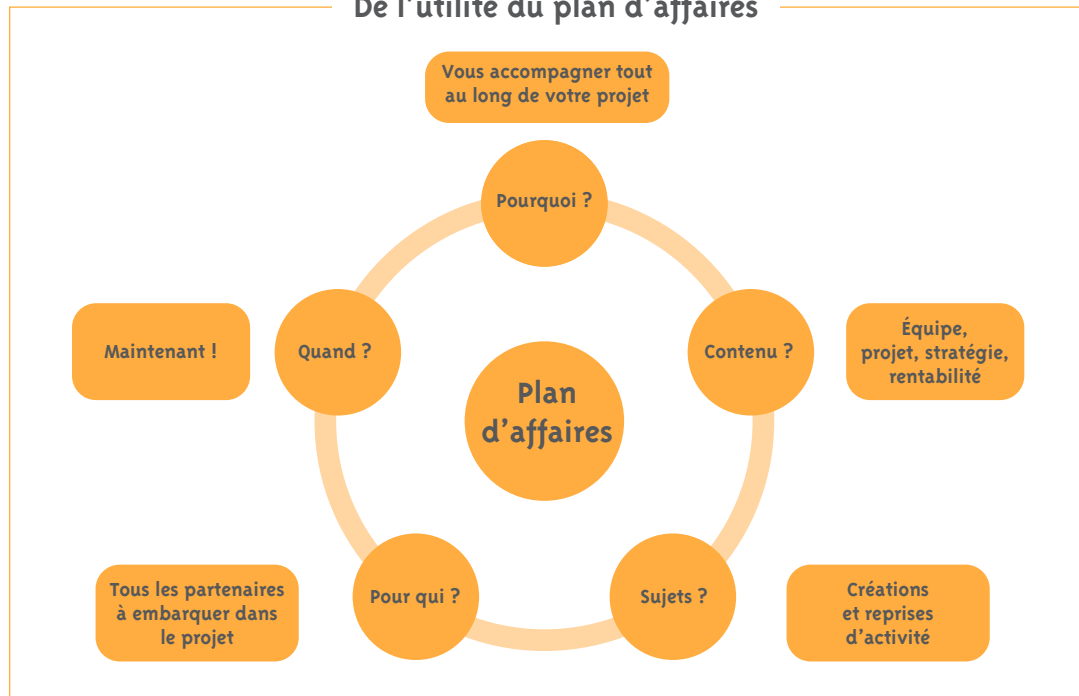 De l'utilité du plan d'affaires
Vous accompagner tout
au long de votre projet
Pourquoi ?
Contenu ?
Équipe,
projet, stratégie,
rentabilité
Sujets ?
Créations
et reprises
d'activité
Pour qui ?
Tous les partenaires
à embarquer dans
le projet
Quand ?
Maintenant !
Plan
d'affaires